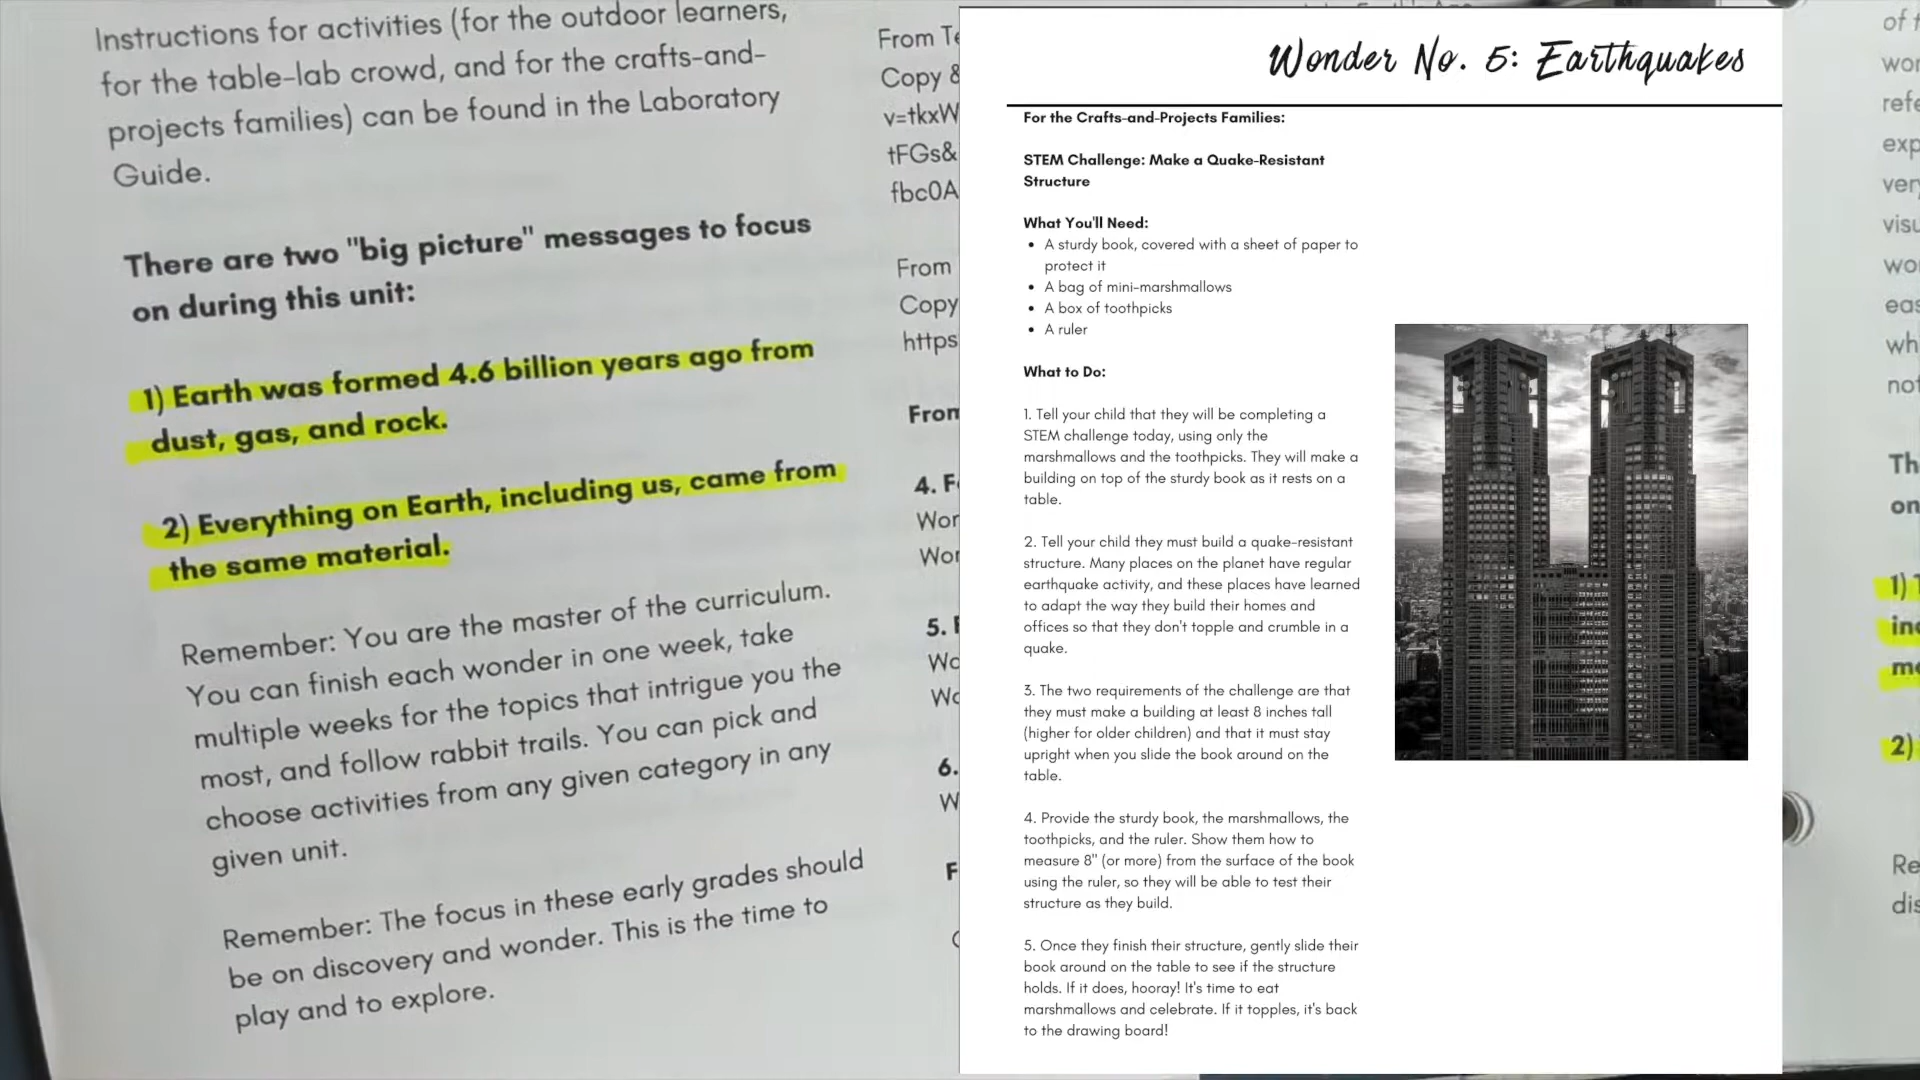 Instructions for activities (for the outdoor learners,
for the table-lab crowd, and for the crafts-and-
projects families) can be found in the Laboratory
Guide.
There are two "big picture" messages to focus
on during this unit:
1) Earth was formed 4.6 billion years ago from
dust, gas, and rock.
2) Everything on Earth, including us, came from
the same material.
Remember: You are the master of the curriculum.
You can finish each wonder in one week, take
multiple weeks for the topics that intrigue you the
most, and follow rabbit trails. You can pick and
choose activities from any given category in any
given unit.
Remember: The focus in these early grades should
be on discovery and wonder. This is the time to
play and to explore.
From
Copy &
v=tkxW
tFGs&
fbc0A
From
Copy
https
From
4.
5.
6.
Wonder No. 5: Earthquakes
For the Crafts-and-Projects Families:
STEM Challenge: Make a Quake-Resistant
Structure
What You'll Need:
• A sturdy book, covered with a sheet of paper to
protect it
• A bag of mini-marshmallows
• A box of toothpicks
• A ruler
What to Do:
1. Tell your child that they will be completing a
STEM challenge today, using only the
marshmallows and the toothpicks. They will make a
building on top of the sturdy book as it rests on a
table.
2. Tell your child they must build a quake-resistant
structure. Many places on the planet have regular
earthquake activity, and these places have learned
to adapt the way they build their homes and
offices so that they don't topple and crumble in a
quake.
3. The two requirements of the challenge are that
they must make a building at least 8 inches tall
(higher for older children) and that it must stay
upright when you slide the book around on the
table.
4. Provide the sturdy book, the marshmallows, the
toothpicks, and the ruler. Show them how to
measure 8" (or more) from the surface of the book
using the ruler, so they will be able to test their
structure as they build.
5. Once they finish their structure, gently slide their
book around on the table to see if the structure
holds. If it does, hooray! It's time to eat
marshmallows and celebrate. If it topples, it's back
to the drawing board!
of
on
1)
2)